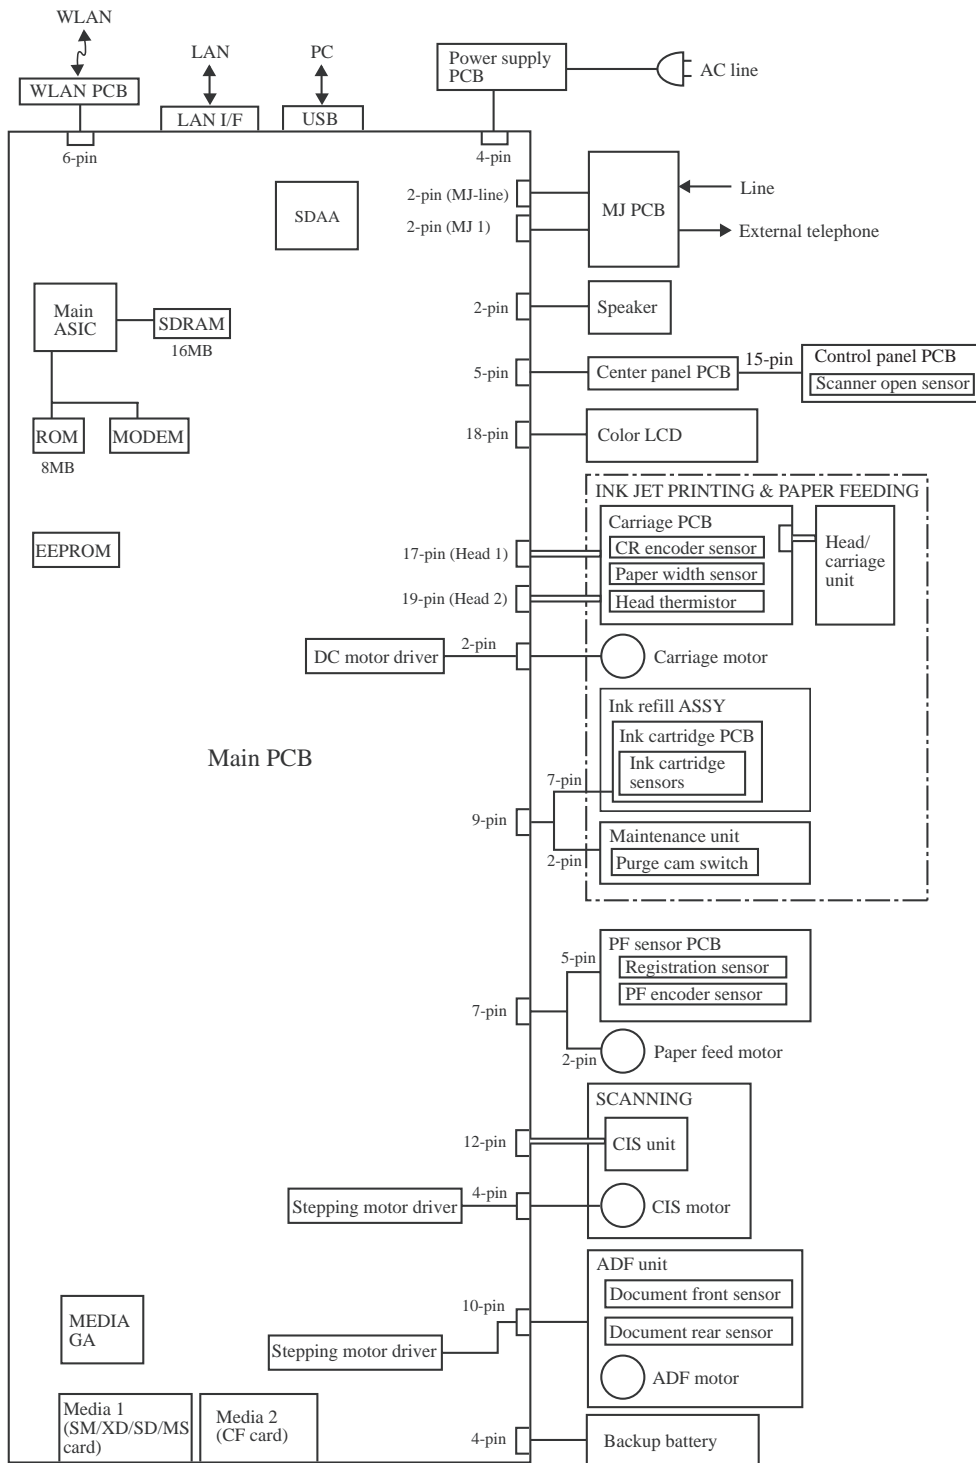 WLAN
LAN
PC
Power supply
PCB
AC line
WLAN PCB
LAN I/F
USB
6-pin
4-pin
SDAA
2-pin (MJ-line)
2-pin (MJ 1)
MJ PCB
Line
External telephone
Main
ASIC
SDRAM
16MB
2-pin
Speaker
5-pin
Center panel PCB
15-pin
Control panel PCB
Scanner open sensor
ROM
8MB
MODEM
18-pin
Color LCD
INK JET PRINTING & PAPER FEEDING
EEPROM
17-pin (Head 1)
19-pin (Head 2)
Carriage PCB
CR encoder sensor
Paper width sensor
Head thermistor
Head/
carriage
unit
DC motor driver
2-pin
Carriage motor
Main PCB
Ink refill ASSY
Ink cartridge PCB
Ink cartridge
sensors
7-pin
9-pin
2-pin
Maintenance unit
Purge cam switch
PF sensor PCB
Registration sensor
PF encoder sensor
5-pin
7-pin
2-pin
Paper feed motor
SCANNING
12-pin
CIS unit
Stepping motor driver
4-pin
CIS motor
ADF unit
Document front sensor
Document rear sensor
ADF motor
10-pin
Stepping motor driver
MEDIA
GA
Media 1
(SM/XD/SD/MS
card)
Media 2
(CF card)
4-pin
Backup battery